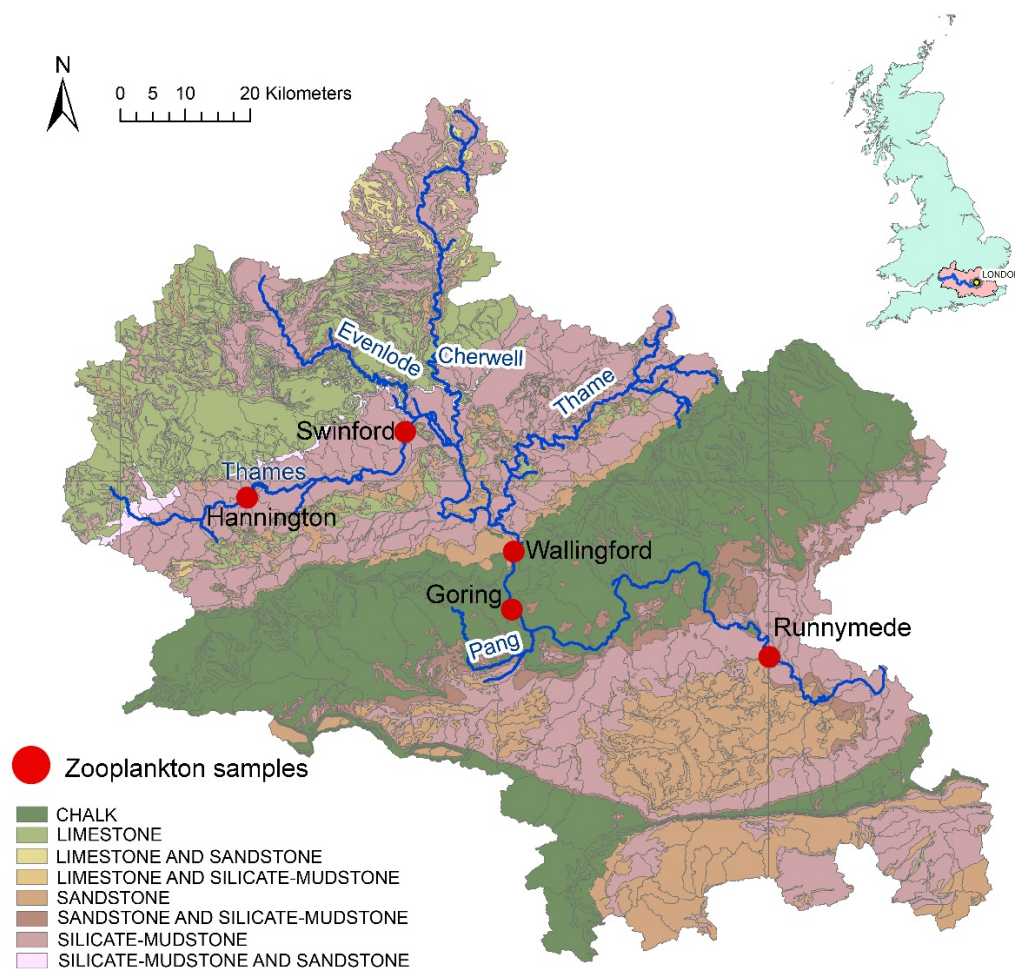 N
0 5 10 20 Kilometers
LONDON
Evenlode
Cherwell
Thame
Swinford
Thames
Hannington
Wallingford
Goring
Pang
Runnymede
Zooplankton samples
CHALK
LIMESTONE
LIMESTONE AND SANDSTONE
LIMESTONE AND SILICATE-MUDSTONE
SANDSTONE
SANDSTONE AND SILICATE-MUDSTONE
SILICATE-MUDSTONE
SILICATE-MUDSTONE AND SANDSTONE